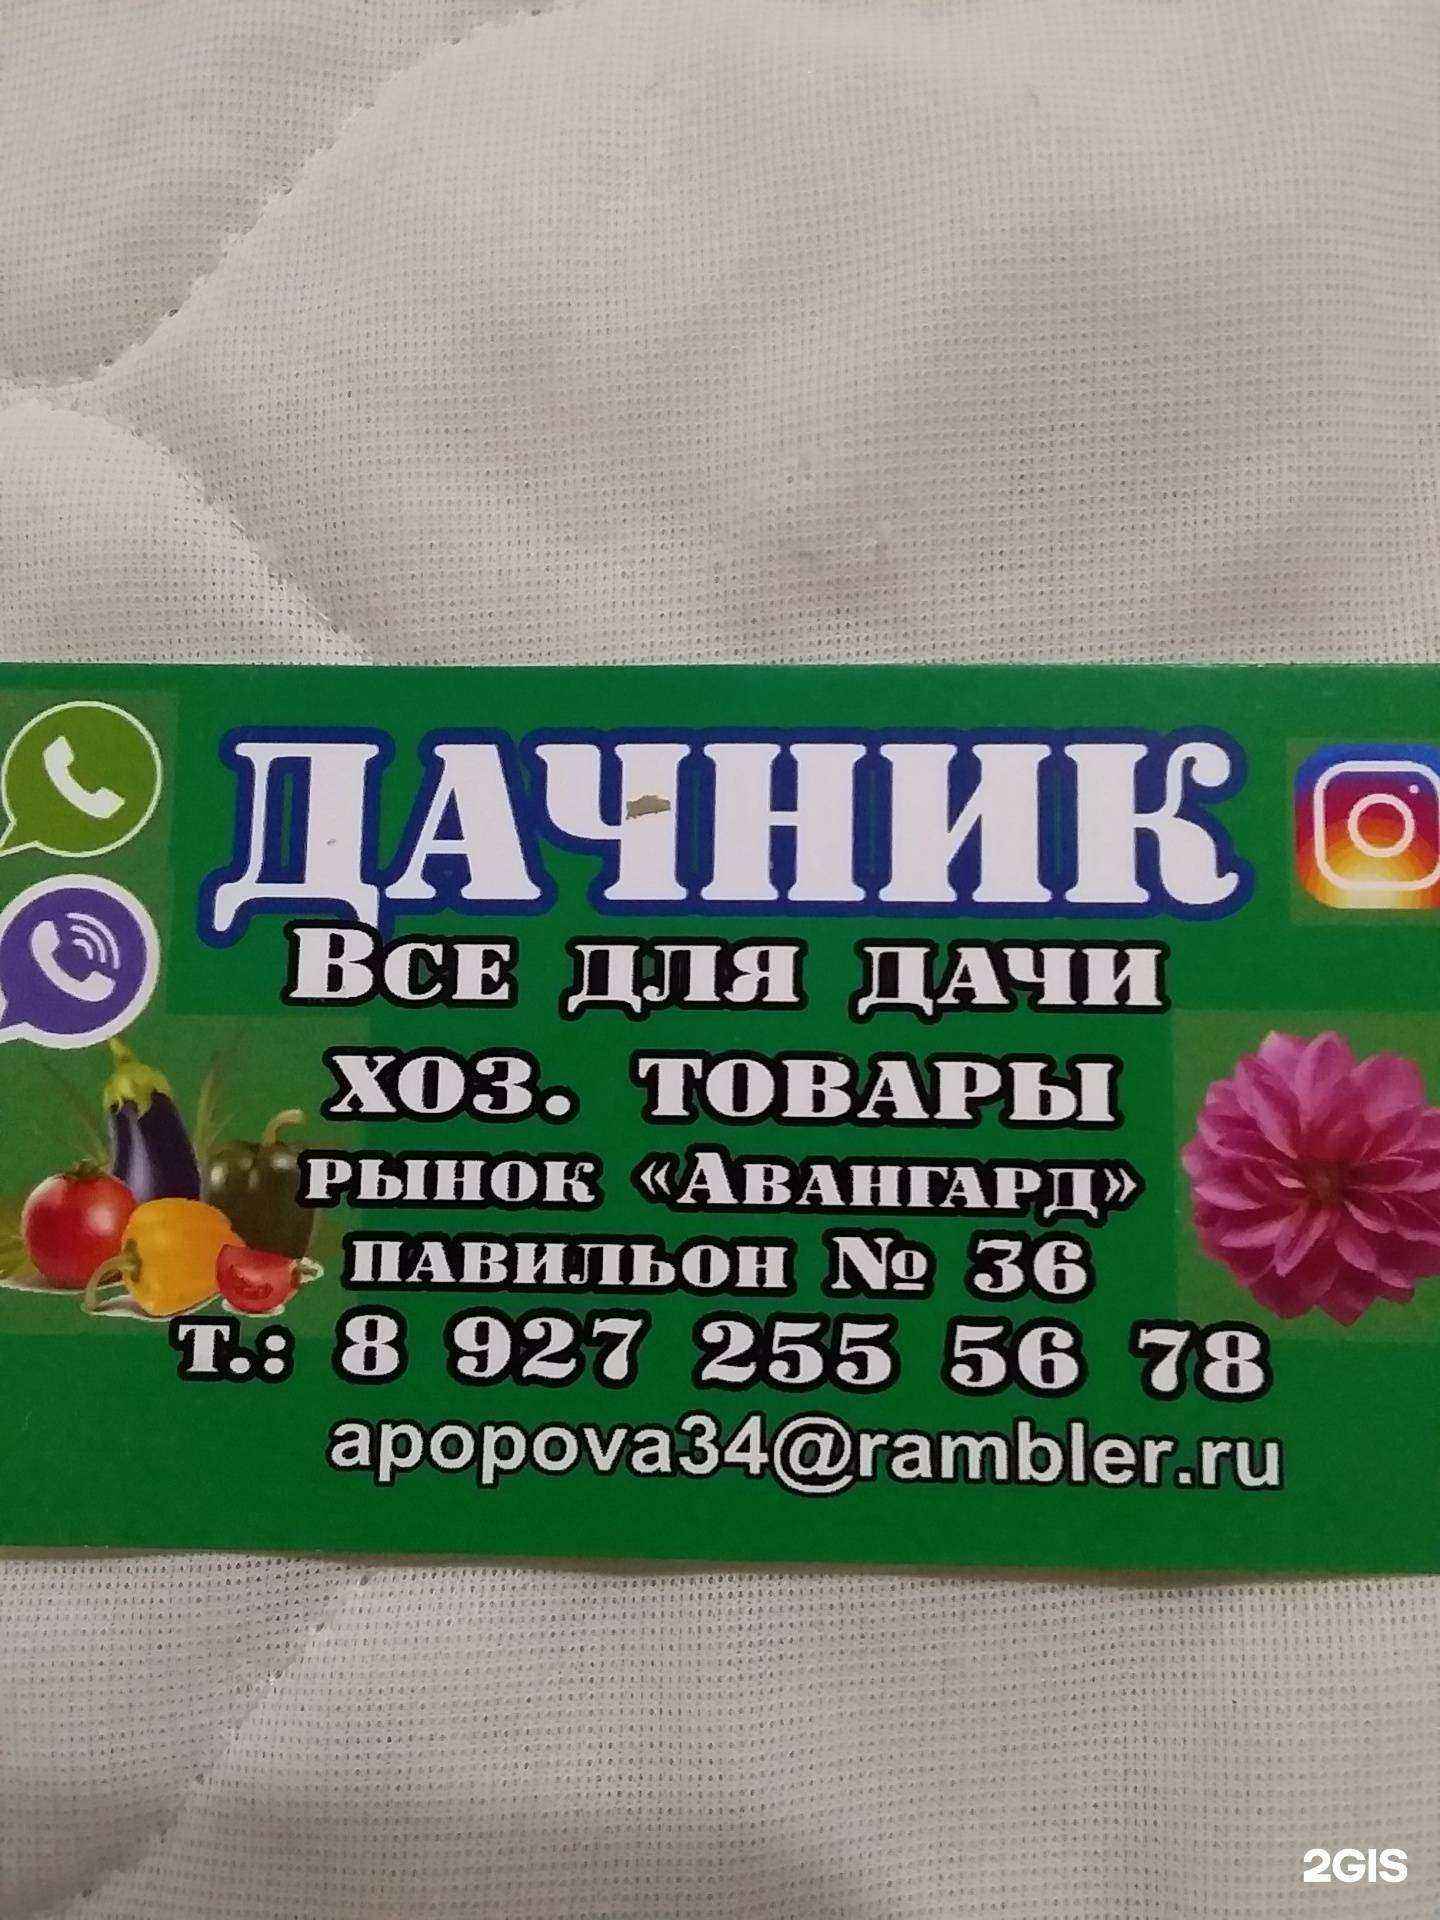 ДАЧНИК
Все для дачи
хоз. товары
рынок «Авангард»
павильон № 36
т.: 8 927 255 56 78
apopova34@rambler.ru
2GIS